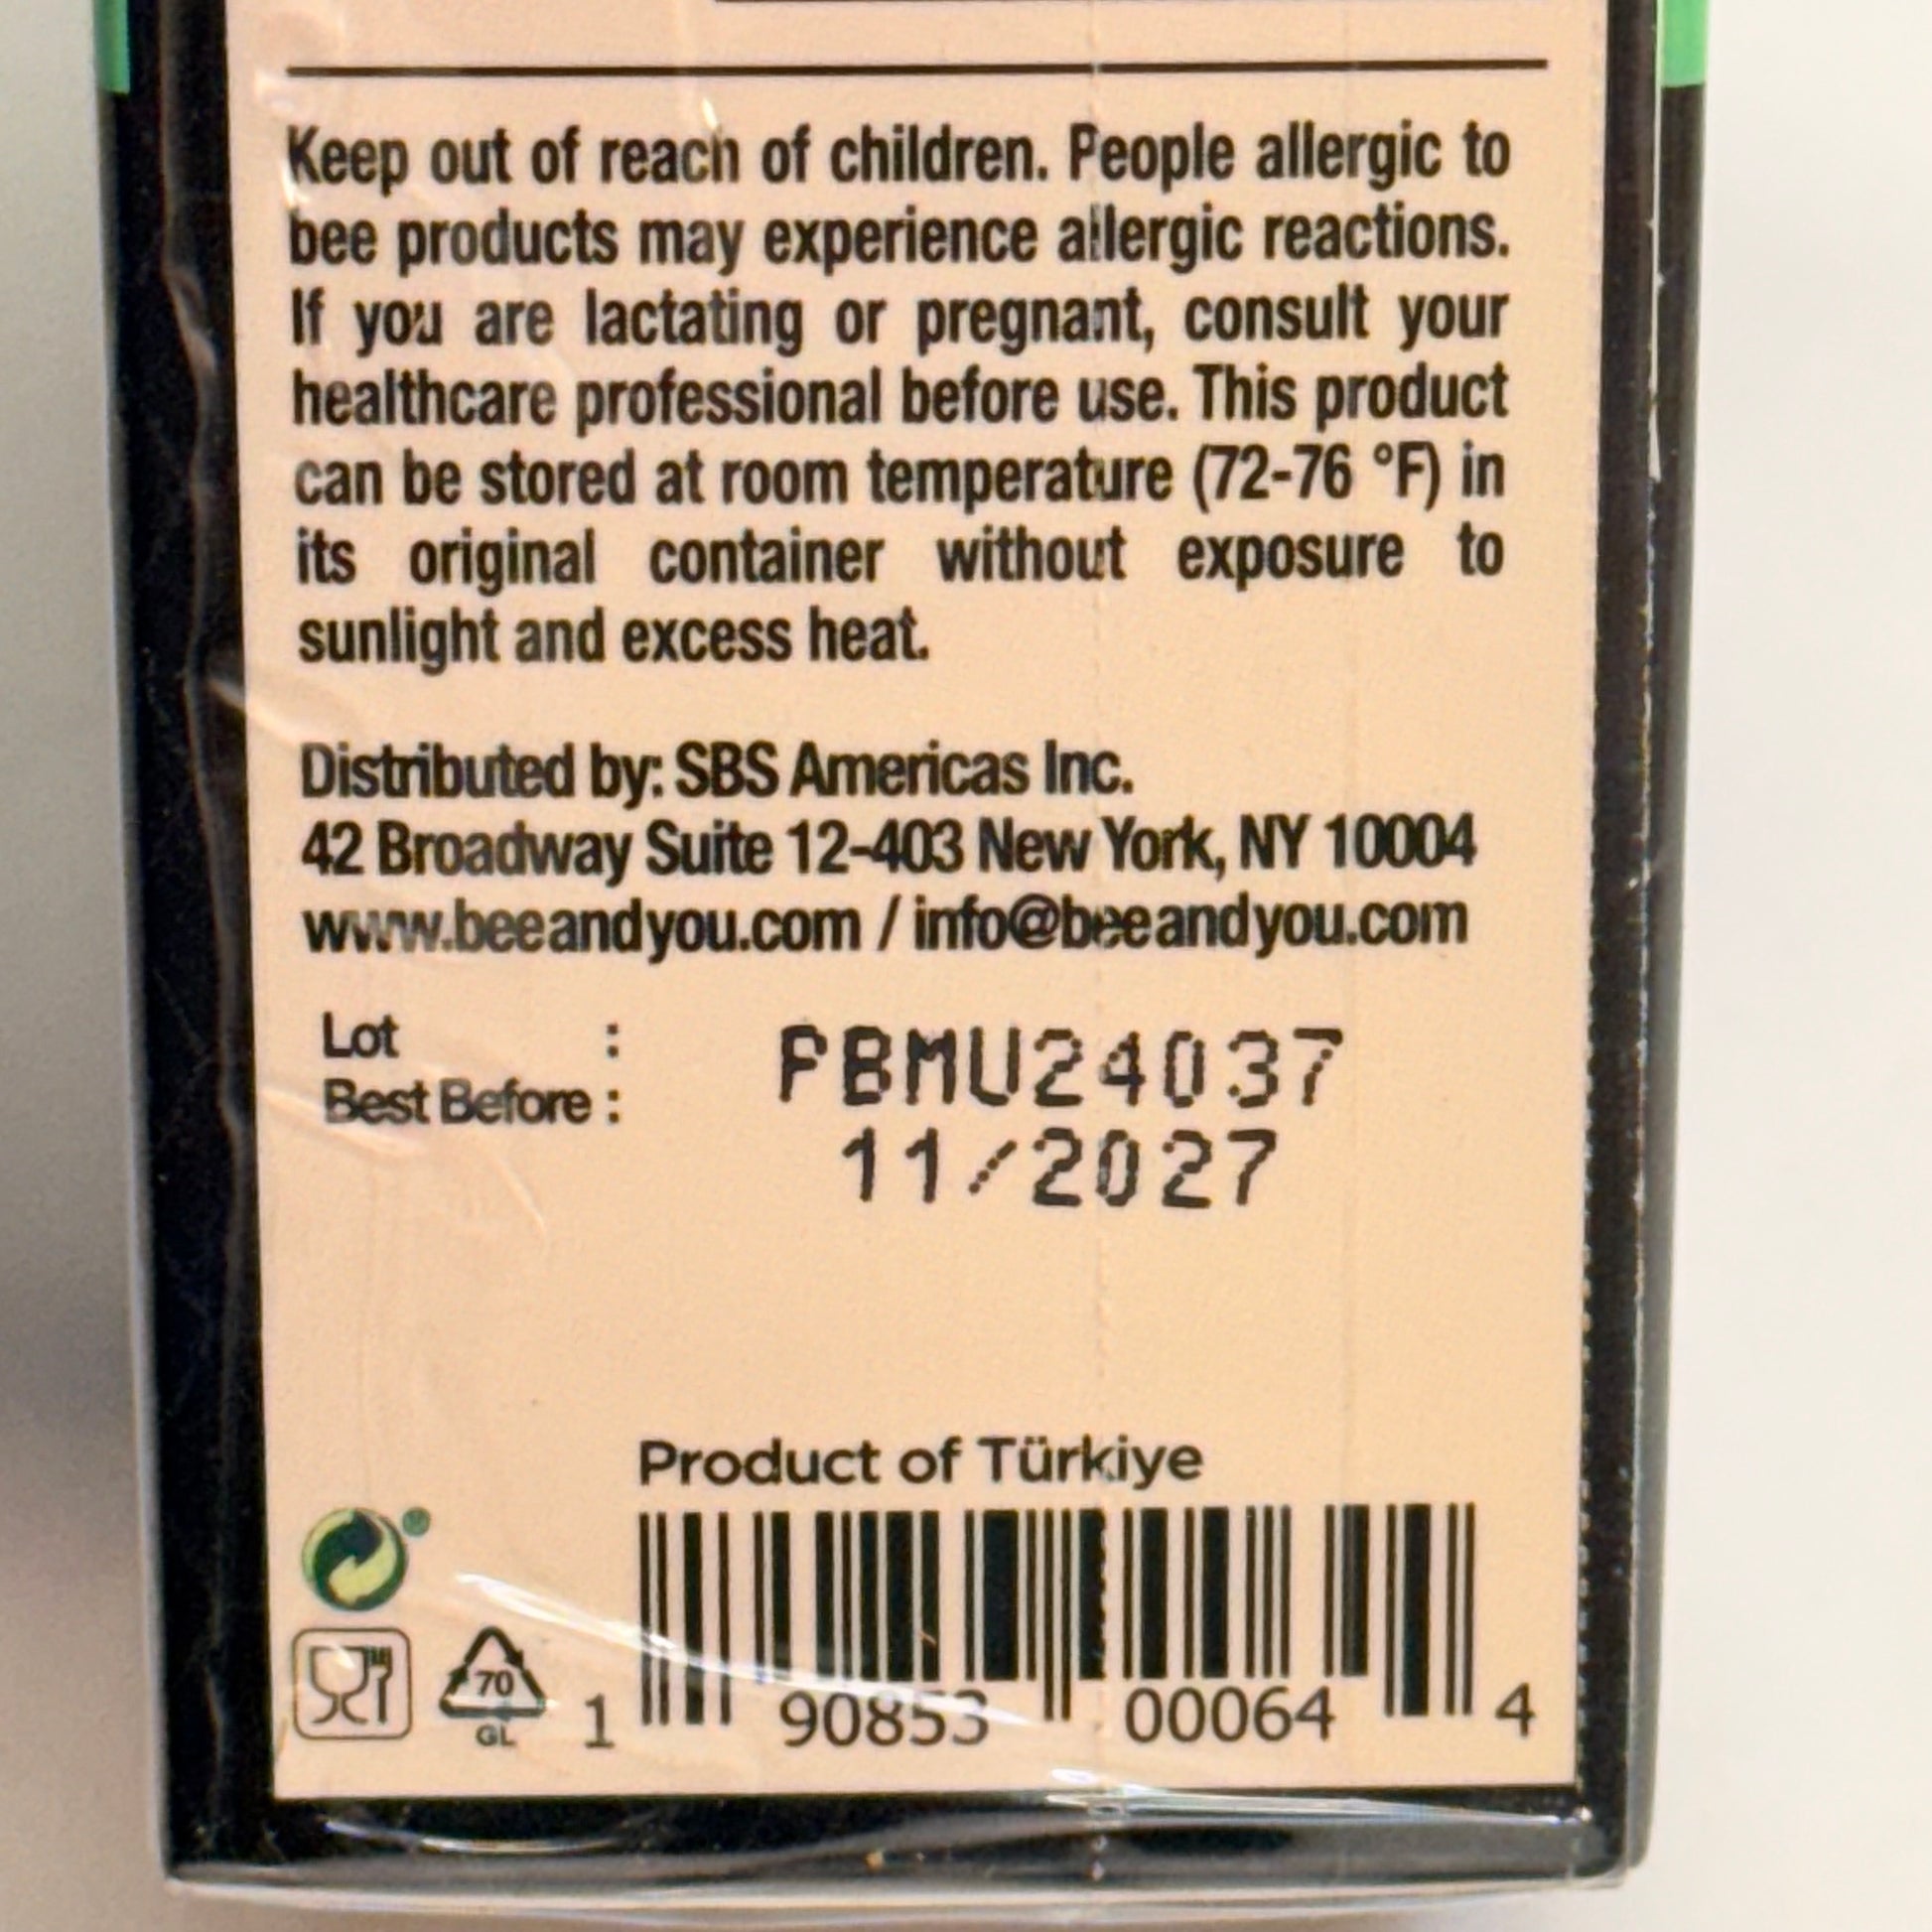 Keep out of reach of children. People allergic to
bee products may experience allergic reactions.
If you are lactating or pregnant, consult your
healthcare professional before use. This product
can be stored at room temperature (72-76 °F) in
its original container without exposure to
sunlight and excess heat.
Distributed by: SBS Americas Inc.
42 Broadway Suite 12-403 New York, NY 10004
www.beeandyou.com / info@beeandyou.com
Lot : PBMU24037
Best Before : 11/2027
Product of Türkiye
70
GL
1 90853 00064 4